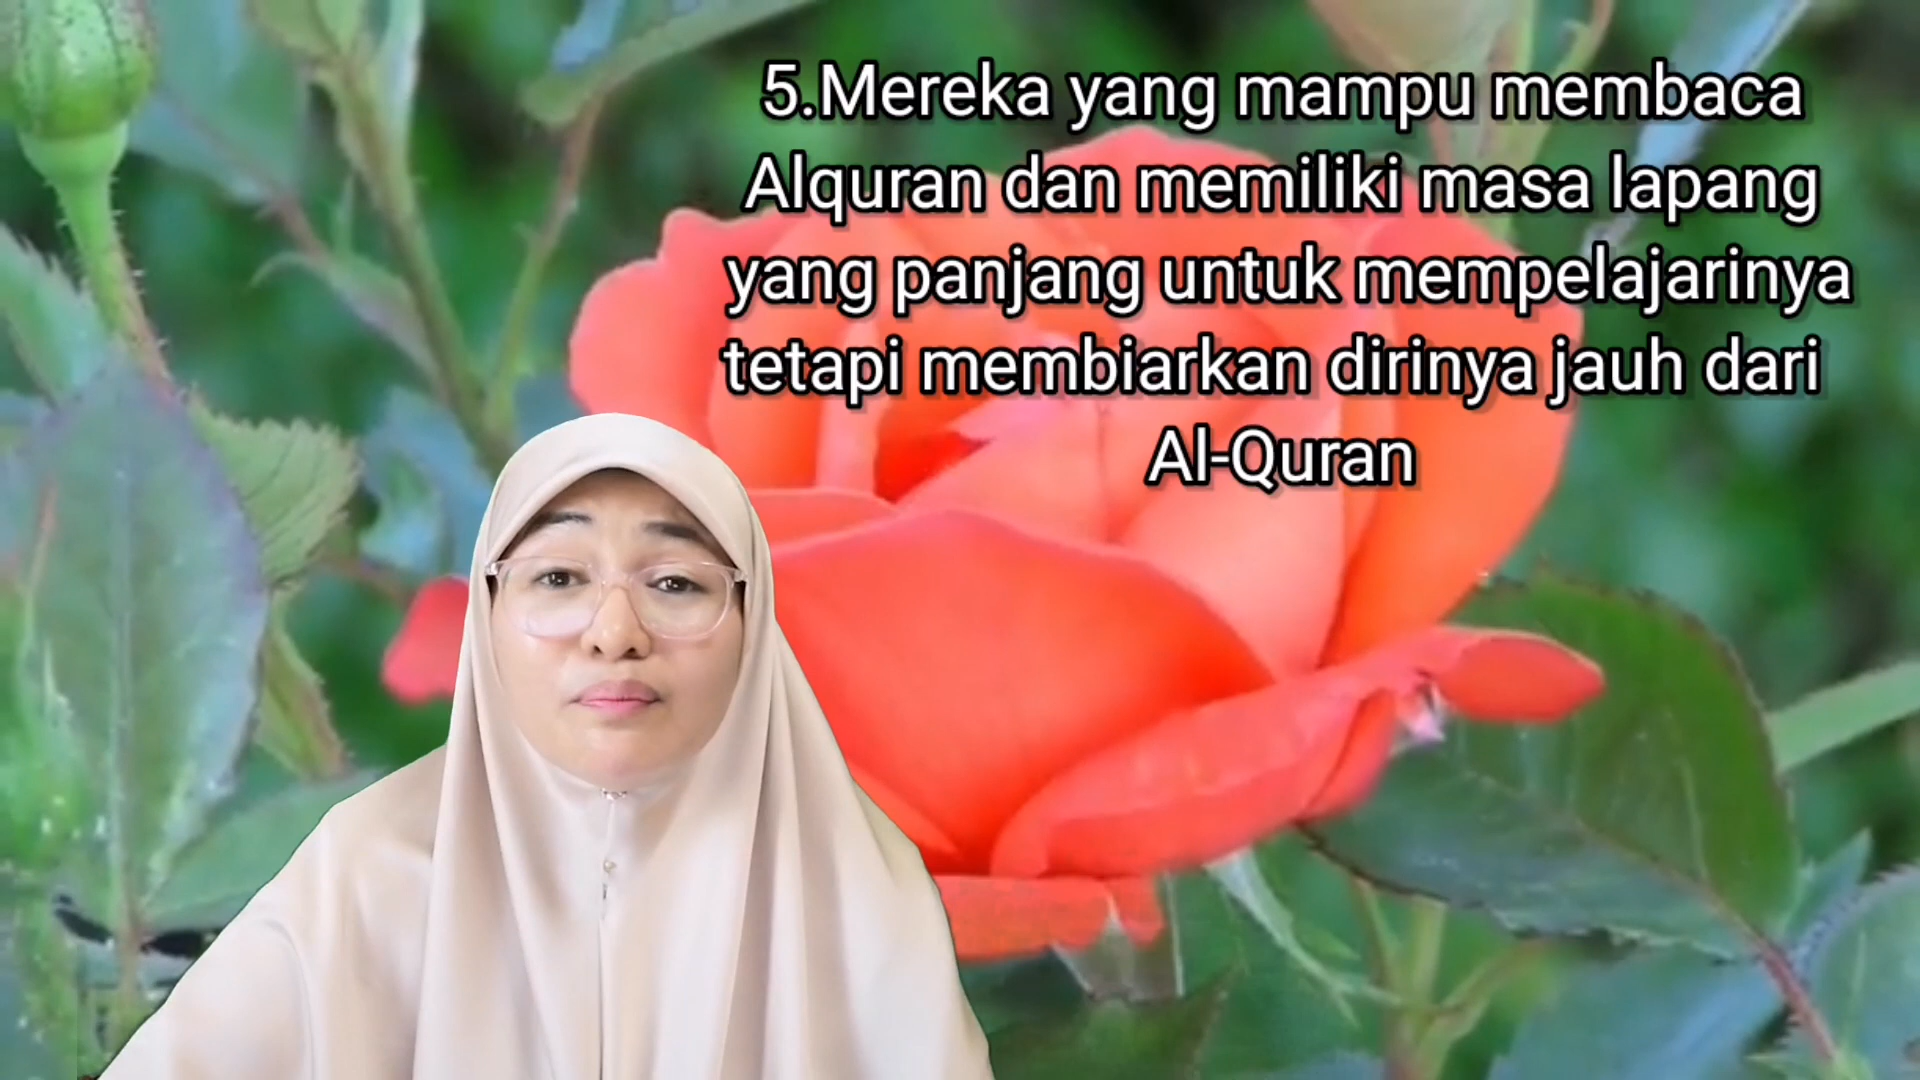 5.Mereka yang mampu membaca
Alquran dan memiliki masa lapang
yang panjang untuk mempelajarinya
tetapi membiarkan dirinya jauh dari
Al-Quran